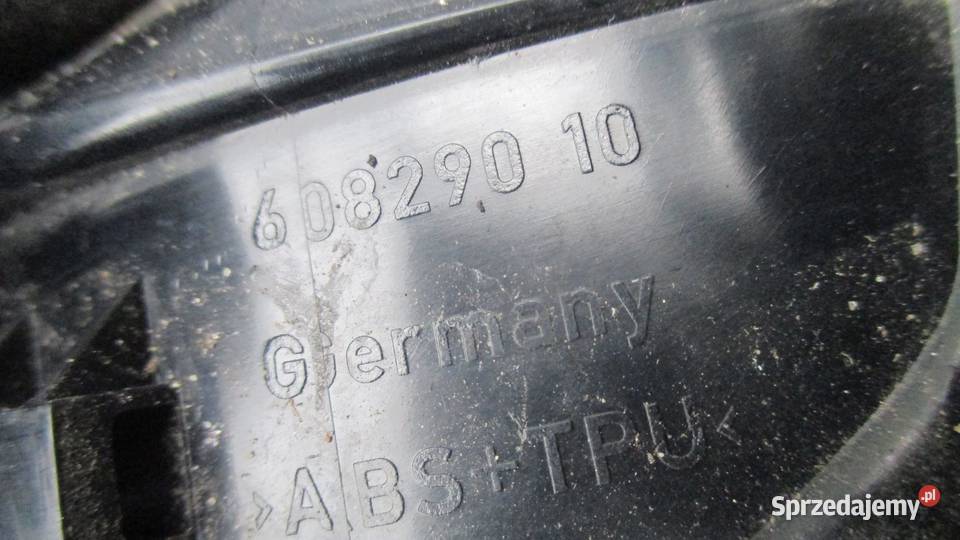 608290 10
Germany
>ABS+TPU<
Sprzedajemy.pl